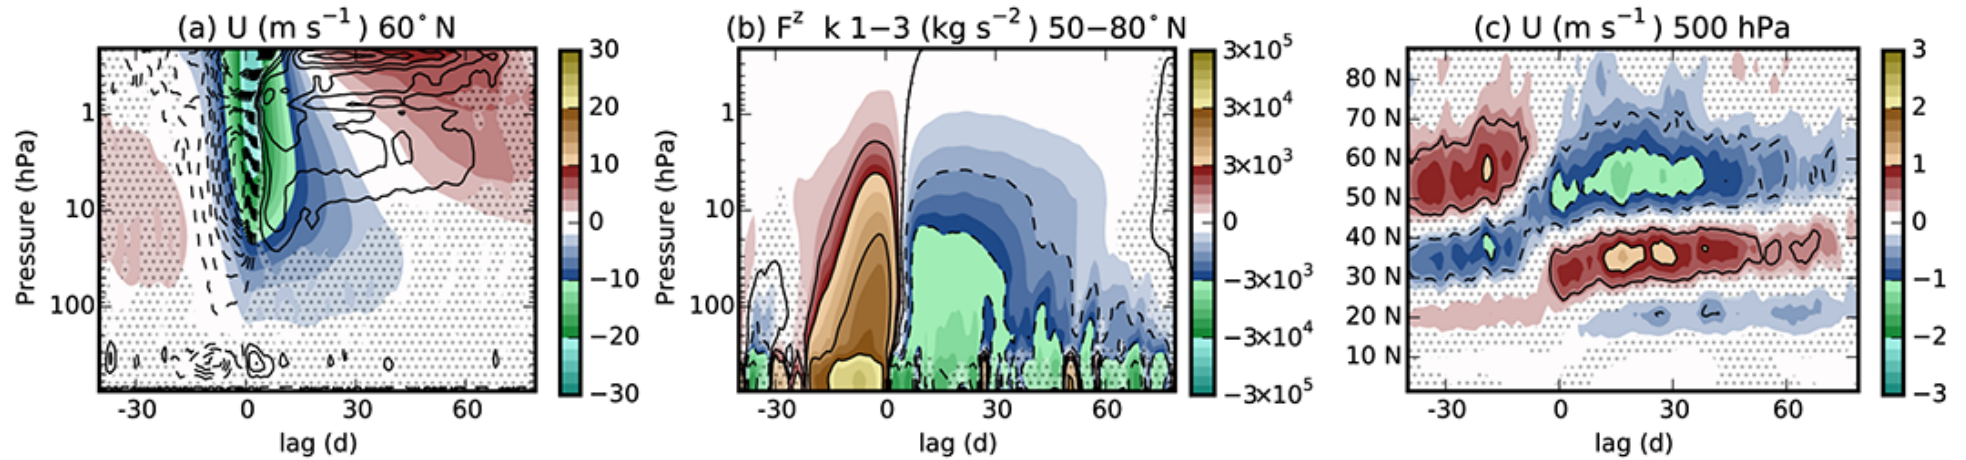 (a) U (m s⁻¹) 60°N
(b) Fᶻ k 1−3 (kg s⁻²) 50−80°N
(c) U (m s⁻¹) 500 hPa
Pressure (hPa)
1
10
100
-30 0 30 60
lag (d)
30
20
10
0
−10
−20
−30
Pressure (hPa)
1
10
100
-30 0 30 60
lag (d)
3×10⁵
3×10⁴
3×10³
0
−3×10³
−3×10⁴
−3×10⁵
80 N
70 N
60 N
50 N
40 N
30 N
20 N
10 N
-30 0 30 60
lag (d)
3
2
1
0
−1
−2
−3